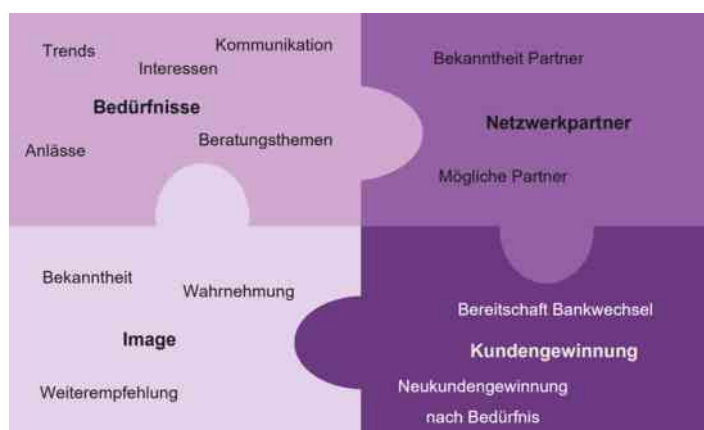 Trends
Kommunikation
Interessen
Bedürfnisse
Anlässe
Beratungsthemen
Bekanntheit Partner
Netzwerkpartner
Mögliche Partner
Bekanntheit
Wahrnehmung
Image
Weiterempfehlung
Bereitschaft Bankwechsel
Kundengewinnung
Neukundengewinnung
nach Bedürfnis